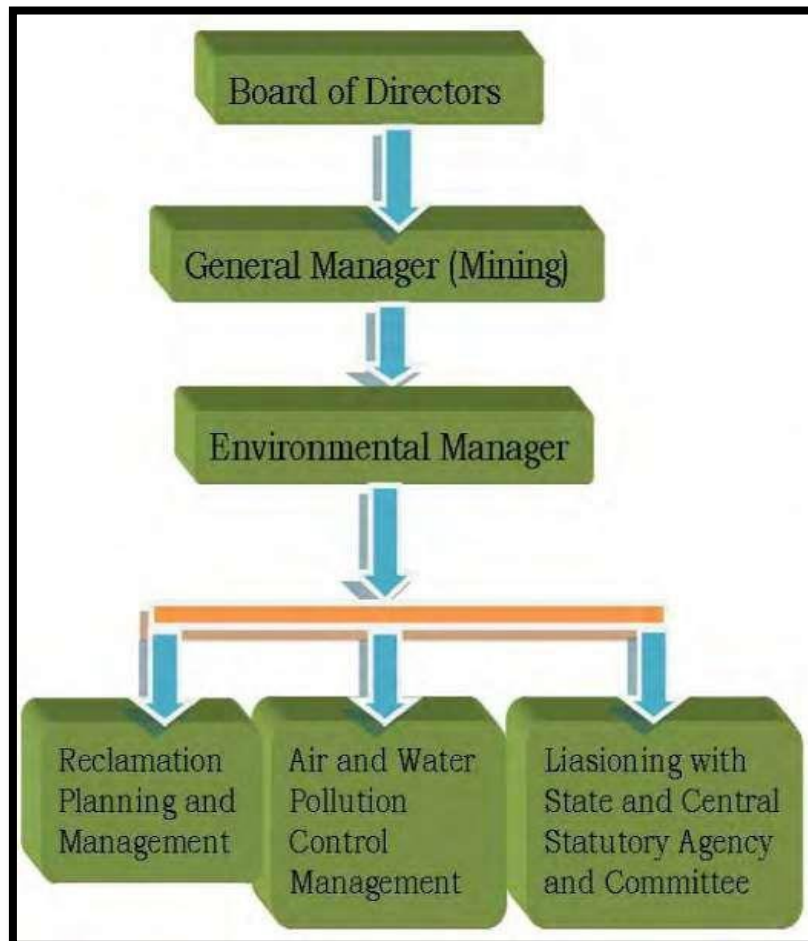 Board of Directors
General Manager (Mining)
Environmental Manager
Reclamation
Planning and
Management
Air and Water
Pollution
Control
Management
Liasioning with
State and Central
Statutory Agency
and Committee